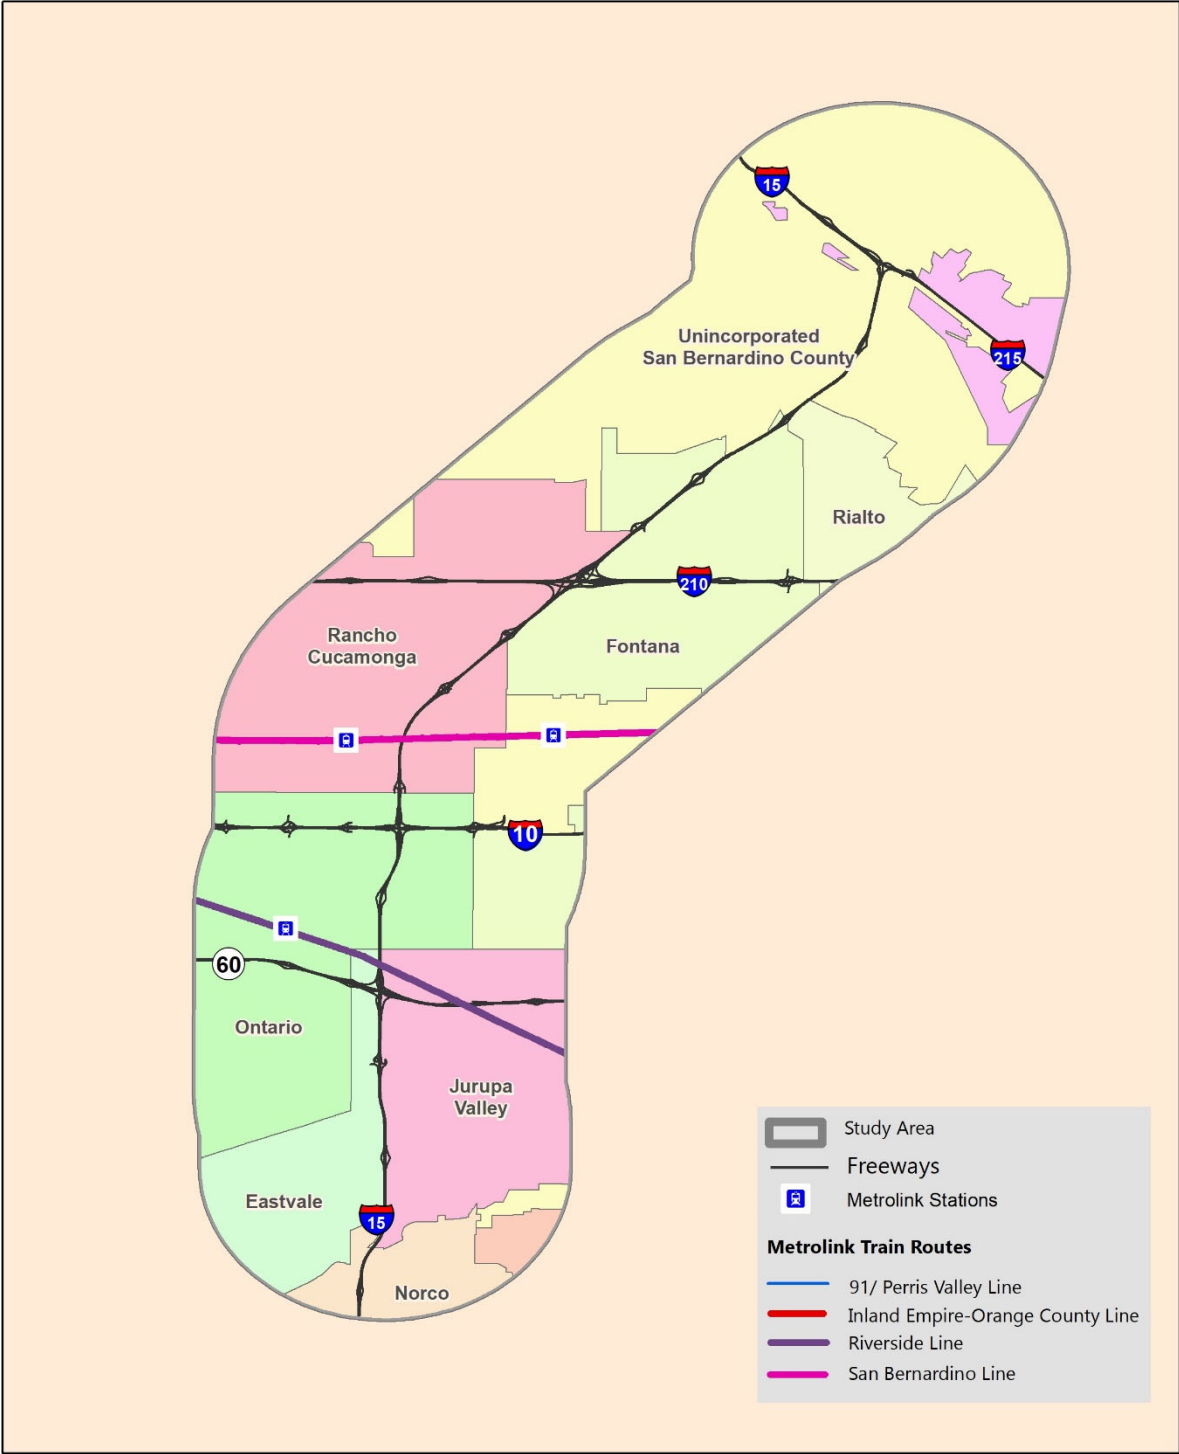 15
215
Unincorporated
San Bernardino County
Rialto
210
Rancho
Cucamonga
Fontana
10
60
Ontario
Jurupa
Valley
Eastvale
15
Norco
Study Area
Freeways
Metrolink Stations
Metrolink Train Routes
91/ Perris Valley Line
Inland Empire-Orange County Line
Riverside Line
San Bernardino Line